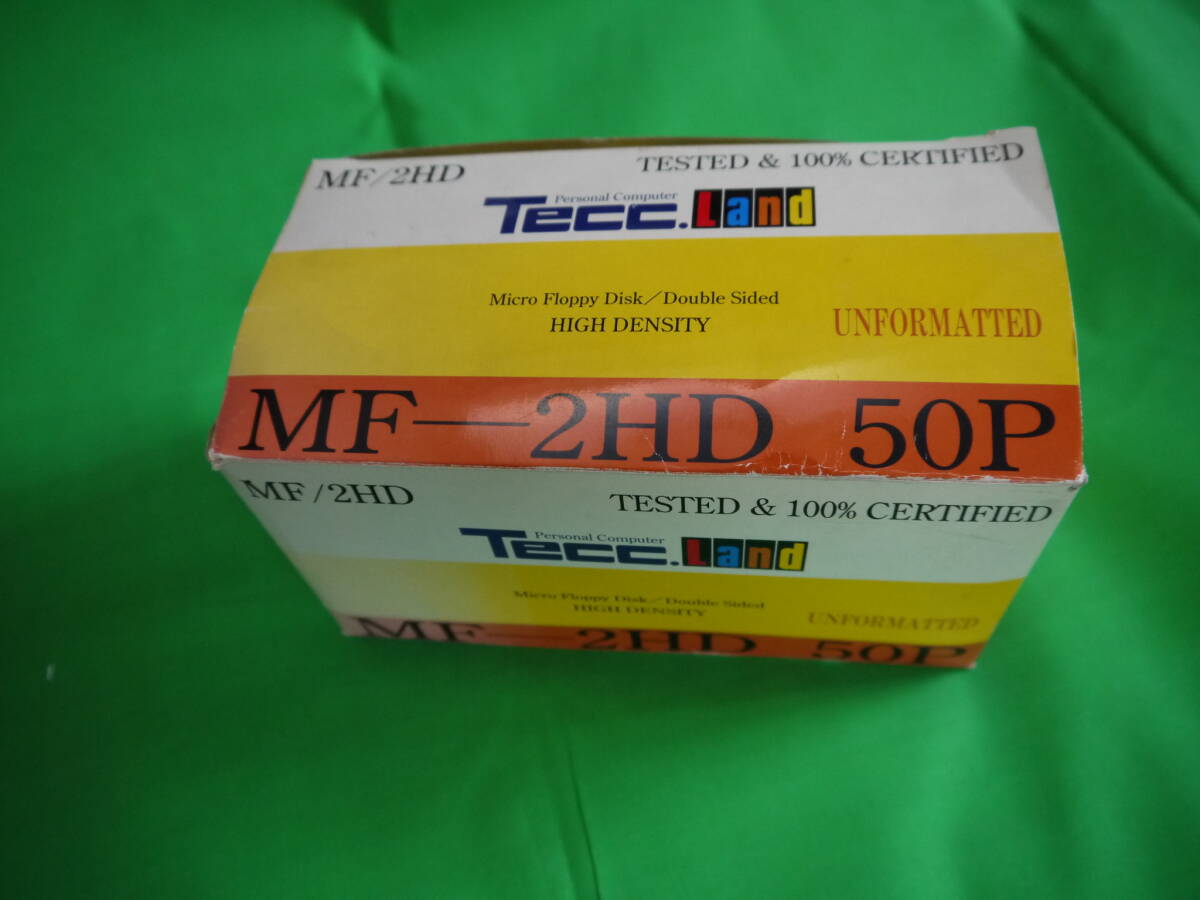 MF/2HD
TESTED & 100% CERTIFIED
Personal Computer
Tecc.Land
Micro Floppy Disk/Double Sided
HIGH DENSITY
UNFORMATTED
MF—2HD 50P
MF/2HD
TESTED & 100% CERTIFIED
Personal Computer
Tecc.Land
Micro Floppy Disk/Double Sided
HIGH DENSITY
UNFORMATTED
MF—2HD 50P